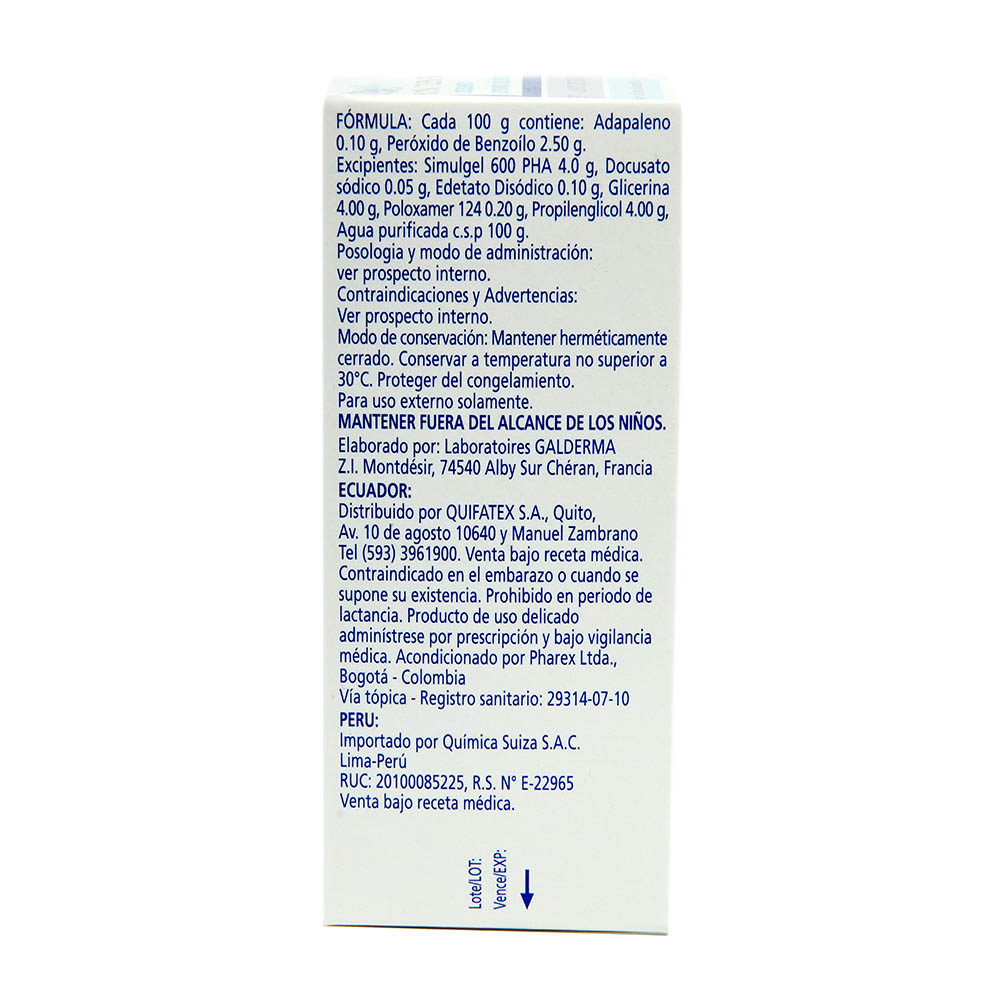 FÓRMULA: Cada 100 g contiene: Adapaleno
0.10 g, Peróxido de Benzoílo 2.50 g.
Excipientes: Simulgel 600 PHA 4.0 g, Docusato
sódico 0.05 g, Edetato Disódico 0.10 g, Glicerina
4.00 g, Poloxamer 124 0.20 g, Propilenglicol 4.00 g,
Agua purificada c.s.p 100 g.
Posologia y modo de administración:
ver prospecto interno.
Contraindicaciones y Advertencias:
Ver prospecto interno.
Modo de conservación: Mantener herméticamente
cerrado. Conservar a temperatura no superior a
30°C. Proteger del congelamiento.
Para uso externo solamente.
MANTENER FUERA DEL ALCANCE DE LOS NIÑOS.
Elaborado por: Laboratoires GALDERMA
Z.I. Montdésir, 74540 Alby Sur Chéran, Francia
ECUADOR:
Distribuido por QUIFATEX S.A., Quito,
Av. 10 de agosto 10640 y Manuel Zambrano
Tel (593) 3961900. Venta bajo receta médica.
Contraindicado en el embarazo o cuando se
supone su existencia. Prohibido en periodo de
lactancia. Producto de uso delicado
adminístrese por prescripción y bajo vigilancia
médica. Acondicionado por Pharex Ltda.,
Bogotá - Colombia
Vía tópica - Registro sanitario: 29314-07-10
PERU:
Importado por Química Suiza S.A.C.
Lima-Perú
RUC: 20100085225, R.S. N° E-22965
Venta bajo receta médica.
Lote/LOT:
Vence/EXP: